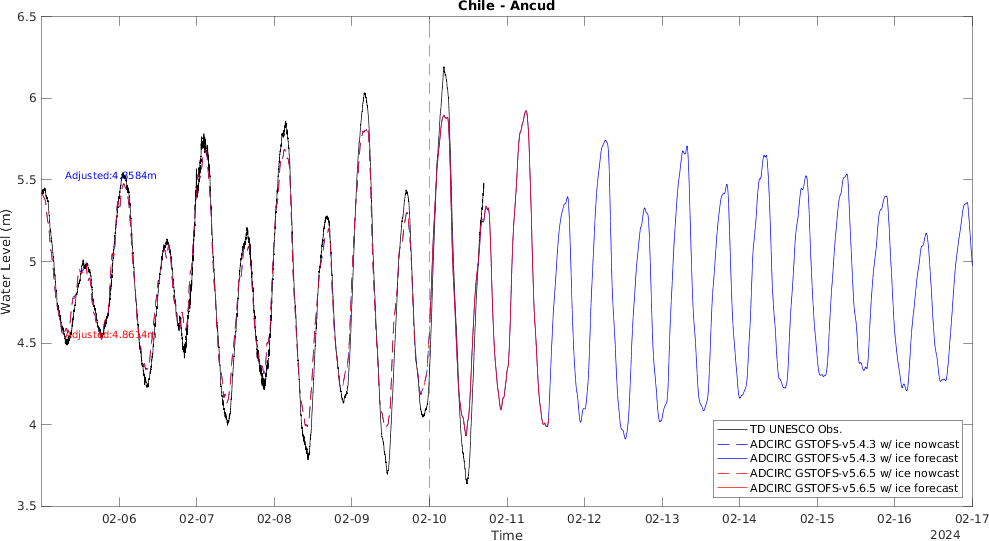 Chile - Ancud
6.5
6
5.5
5
4.5
4
3.5
Water Level (m)
Adjusted:4.8584m
Adjusted:4.8614m
TD UNESCO Obs.
ADCIRC GSTOFS-v5.4.3 w/ ice nowcast
ADCIRC GSTOFS-v5.4.3 w/ ice forecast
ADCIRC GSTOFS-v5.6.5 w/ ice nowcast
ADCIRC GSTOFS-v5.6.5 w/ ice forecast
02-06 02-07 02-08 02-09 02-10 02-11 02-12 02-13 02-14 02-15 02-16 02-17
Time
2024